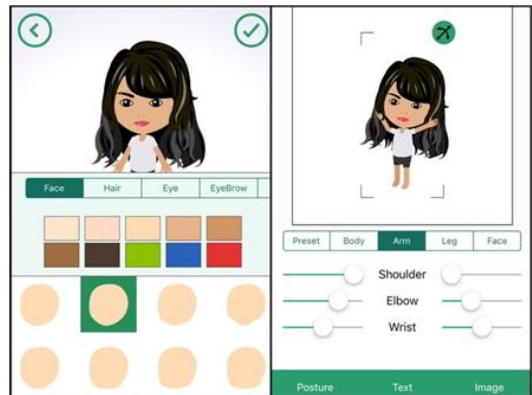 Face Hair Eye EyeBrow
Preset Body Arm Leg Face
Shoulder
Elbow
Wrist
Posture Text Image